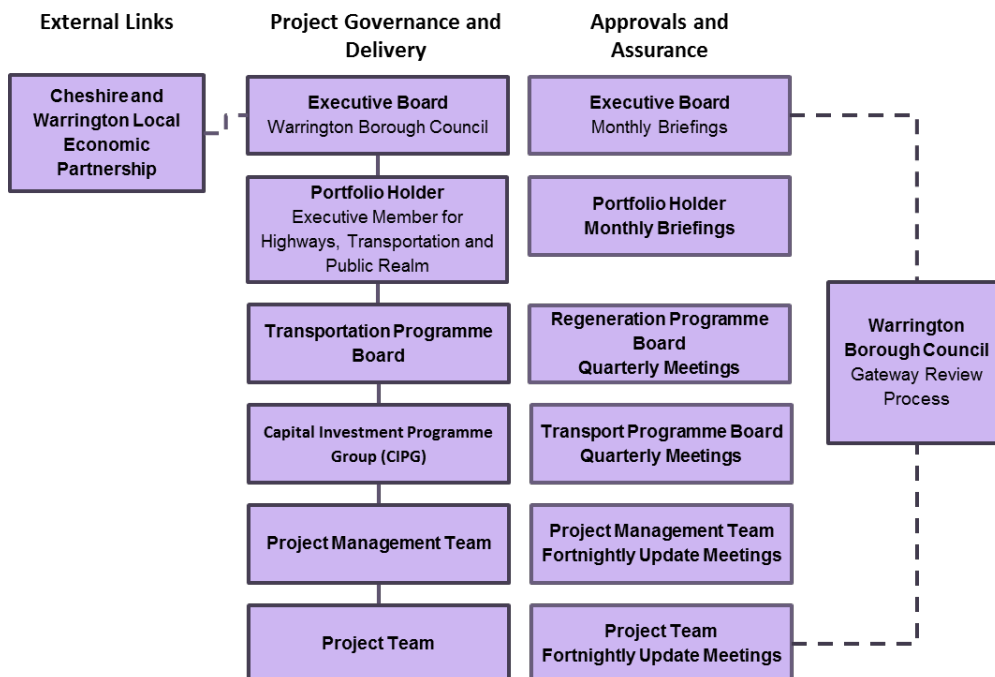 External Links
Project Governance and
Delivery
Approvals and
Assurance
Cheshire and
Warrington Local
Economic
Partnership
Executive Board
Warrington Borough Council
Portfolio Holder
Executive Member for
Highways, Transportation and
Public Realm
Transportation Programme
Board
Capital Investment Programme
Group (CIPG)
Project Management Team
Project Team
Executive Board
Monthly Briefings
Portfolio Holder
Monthly Briefings
Regeneration Programme
Board
Quarterly Meetings
Transport Programme Board
Quarterly Meetings
Project Management Team
Fortnightly Update Meetings
Project Team
Fortnightly Update Meetings
Warrington
Borough Council
Gateway Review
Process